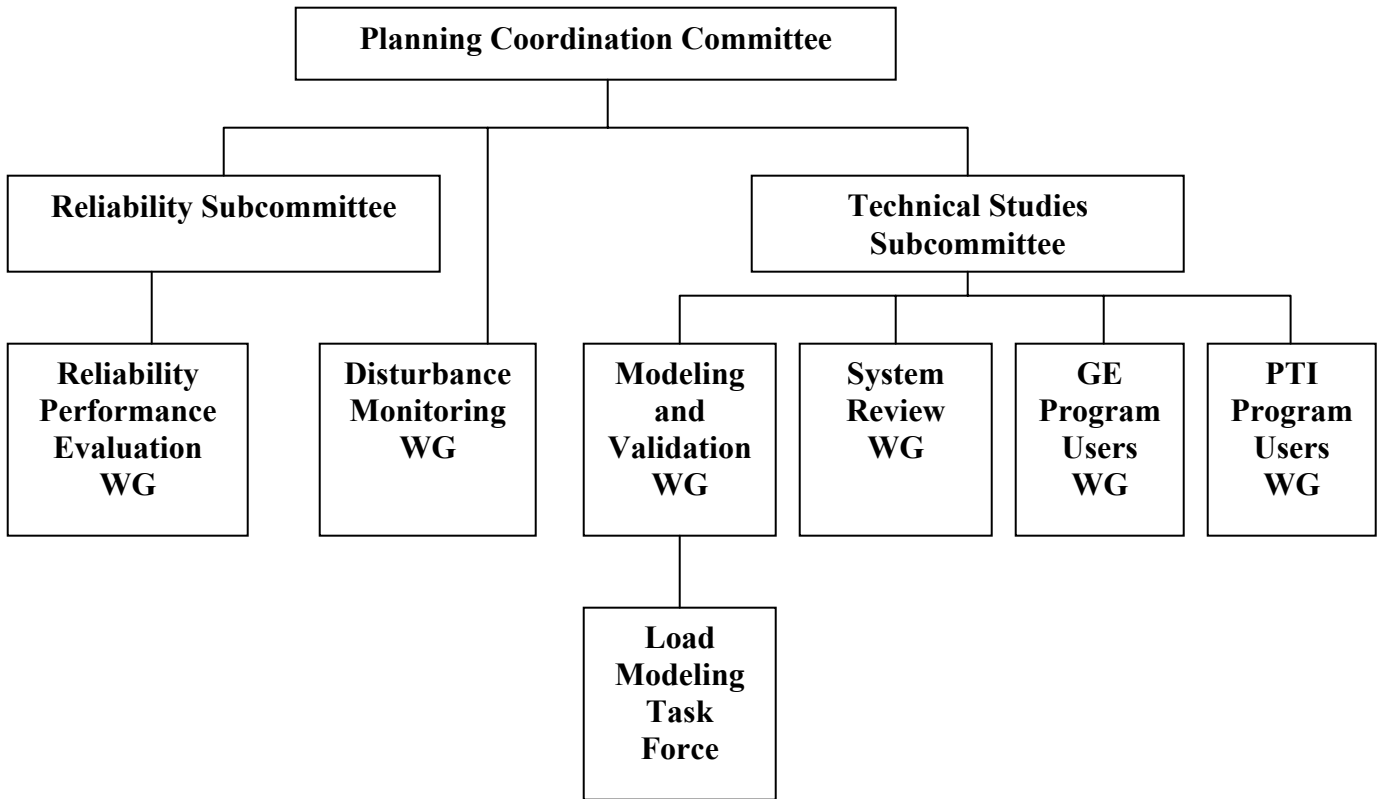 Planning Coordination Committee
Reliability Subcommittee
Technical Studies
Subcommittee
Reliability
Performance
Evaluation
WG
Disturbance
Monitoring
WG
Modeling
and
Validation
WG
System
Review
WG
GE
Program
Users
WG
PTI
Program
Users
WG
Load
Modeling
Task
Force